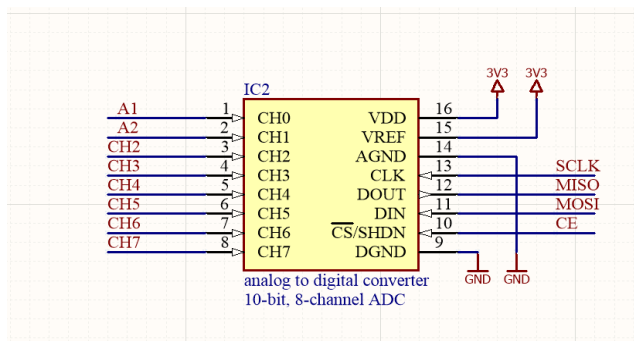 3V3 3V3
IC2
A1 1 CH0 VDD 16
A2 2 CH1 VREF 15
CH2 3 CH2 AGND 14
CH3 4 CH3 CLK 13 SCLK
CH4 5 CH4 DOUT 12 MISO
CH5 6 CH5 DIN 11 MOSI
CH6 7 CH6 CS/SHDN 10 CE
CH7 8 CH7 DGND 9
GND GND
analog to digital converter
10-bit, 8-channel ADC